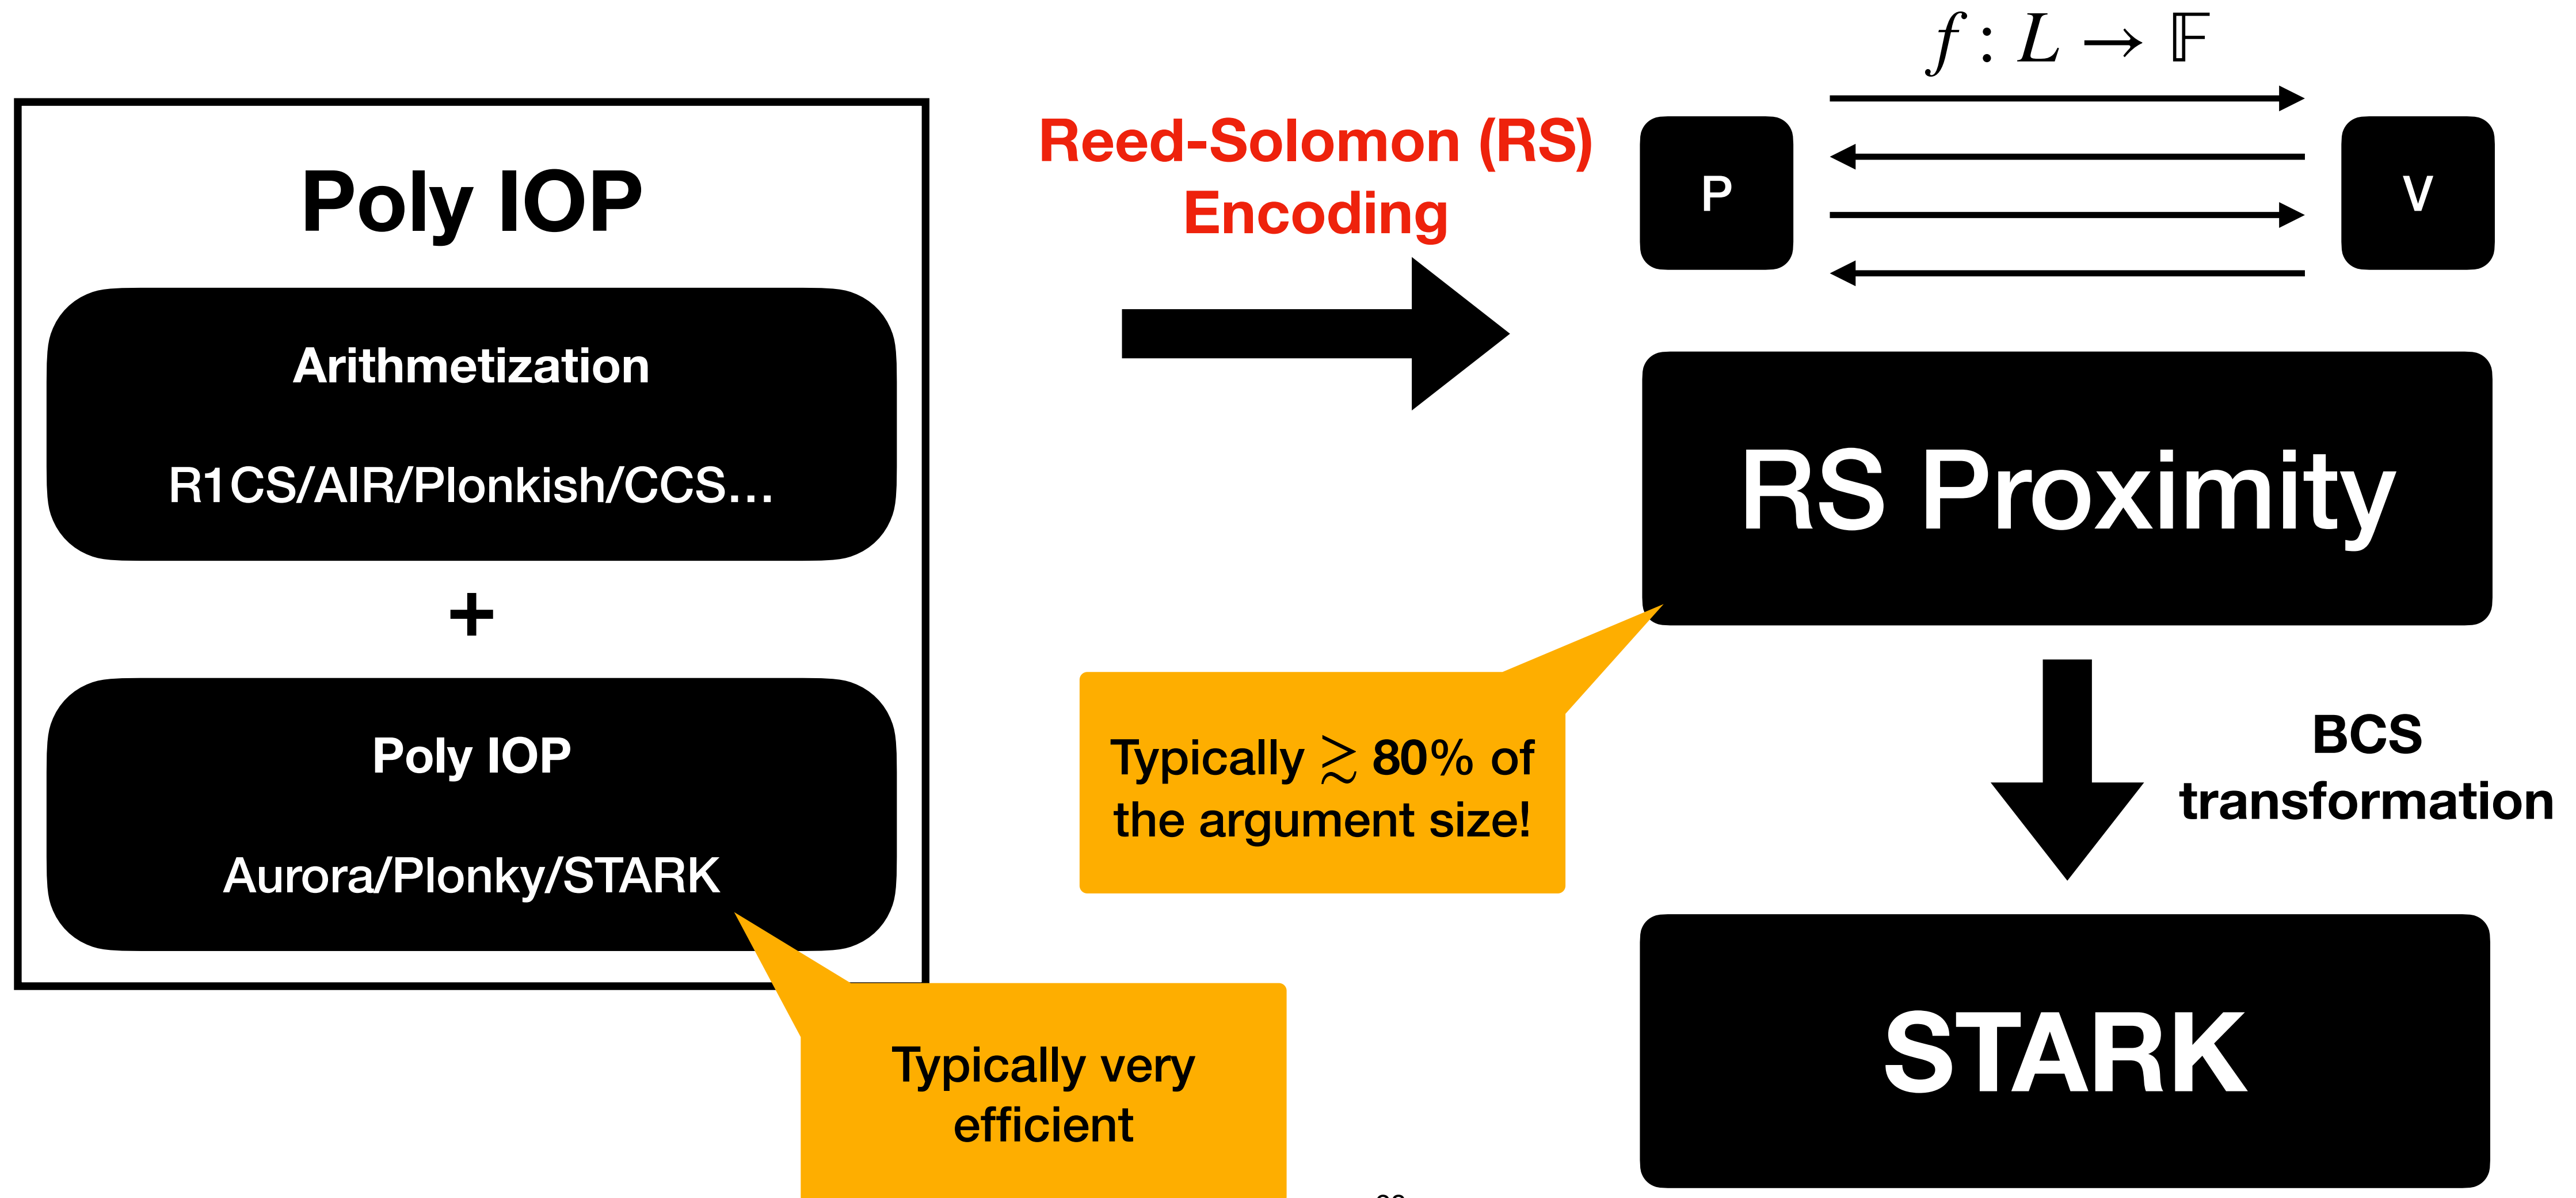 Poly IOP
Arithmetization
R1CS/AIR/Plonkish/CCS...
+
Poly IOP
Aurora/Plonky/STARK
Typically very
efficient
Reed-Solomon (RS)
Encoding
f : L → 𝔽
P
V
RS Proximity
Typically ≳ 80% of
the argument size!
BCS
transformation
STARK